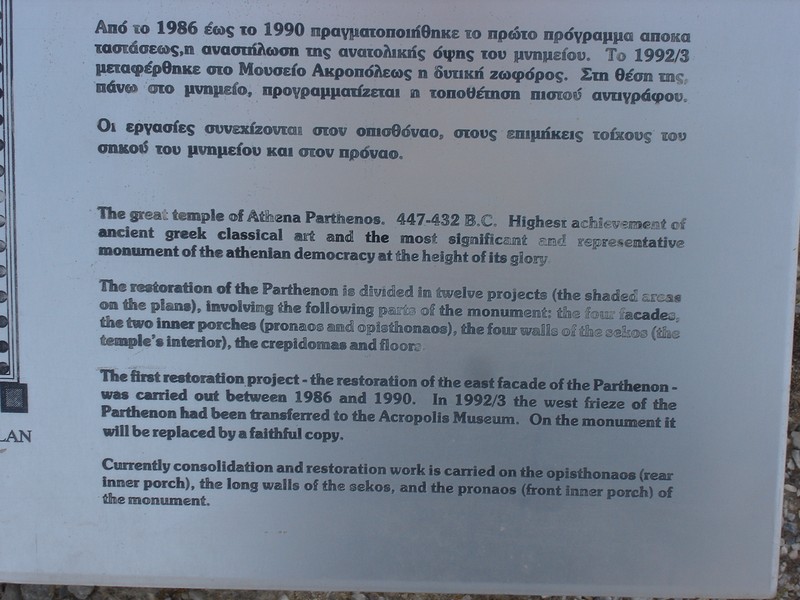 Από το 1986 έως το 1990 πραγματοποιήθηκε το πρώτο πρόγραμμα αποκα
ταστάσεως,η αναστήλωση της ανατολικής όψης του μνημείου. Το 1992/3
μεταφέρθηκε στο Μουσείο Ακροπόλεως η δυτική ζωφόρος. Στη θέση της,
πάνω στο μνημείο, προγραμματίζεται η τοποθέτηση πιστού αντιγράφου.
Οι εργασίες συνεχίζονται στον οπισθόναο, στους επιμήκεις τοίχους του
σηκού του μνημείου και στον πρόναο.
The great temple of Athena Parthenos. 447-432 B.C. Highest achievement of
ancient greek classical art and the most significant and representative
monument of the athenian democracy at the height of its glory
The restoration of the Parthenon is divided in twelve projects (the shaded areas
on the plans), involving the following parts of the monument: the four facades,
the two inner porches (pronaos and opisthonaos), the four walls of the sekos (the
temple's interior), the crepidomas and floors
The first restoration project - the restoration of the east facade of the Parthenon -
was carried out between 1986 and 1990. In 1992/3 the west frieze of the
Parthenon had been transferred to the Acropolis Museum. On the monument it
will be replaced by a faithful copy.
LAN
Currently consolidation and restoration work is carried on the opisthonaos (rear
inner porch), the long walls of the sekos, and the pronaos (front inner porch) of
the monument.